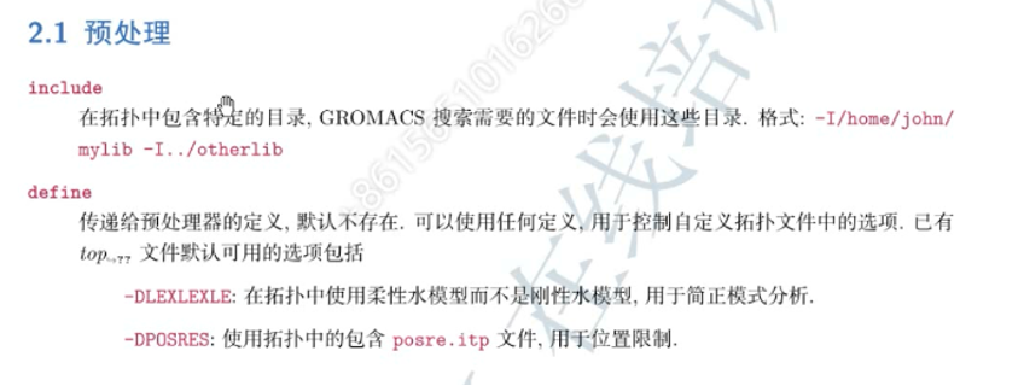 2.1 预处理
include
在拓扑中包含特定的目录, GROMACS 搜索需要的文件时会使用这些目录. 格式: -I/home/john/
mylib -I../otherlib
define
传递给预处理器的定义, 默认不存在. 可以使用任何定义, 用于控制自定义拓扑文件中的选项. 已有
top 文件默认可用的选项包括
-DLEXLEXLE: 在拓扑中使用柔性水模型而不是刚性水模型, 用于简正模式分析.
-DPOSRES: 使用拓扑中的包含 posre.itp 文件, 用于位置限制.
在线培训